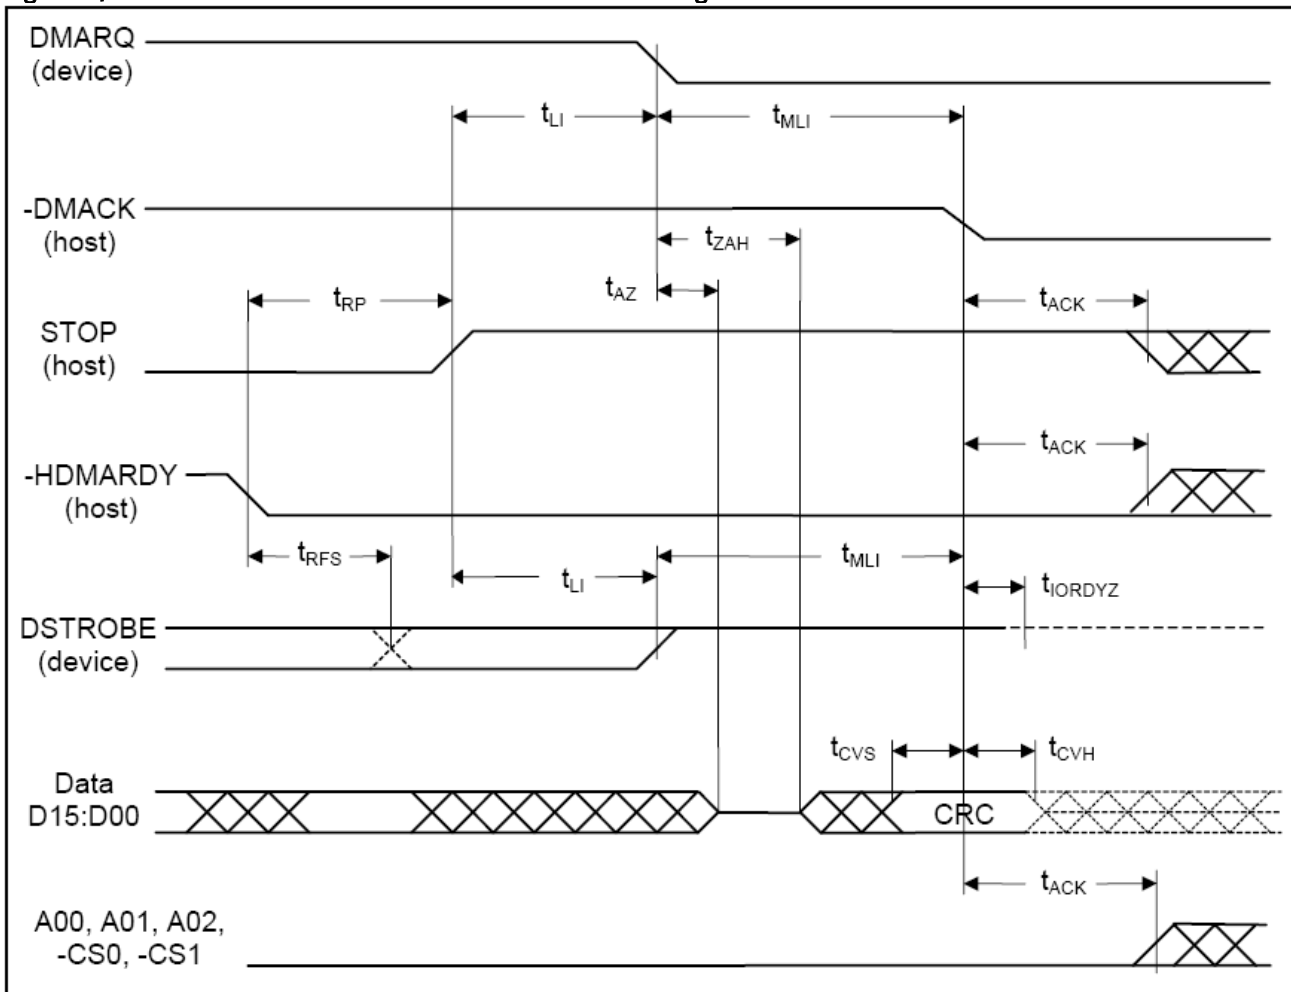 DMARQ
(device)
tLI
tMLI
-DMACK
(host)
tZAH
tAZ
tRP
tACK
STOP
(host)
tACK
-HDMARDY
(host)
tRFS
tMLI
tLI
tIORDYZ
DSTROBE
(device)
tCVS
tCVH
Data
D15:D00
CRC
tACK
A00, A01, A02,
-CS0, -CS1